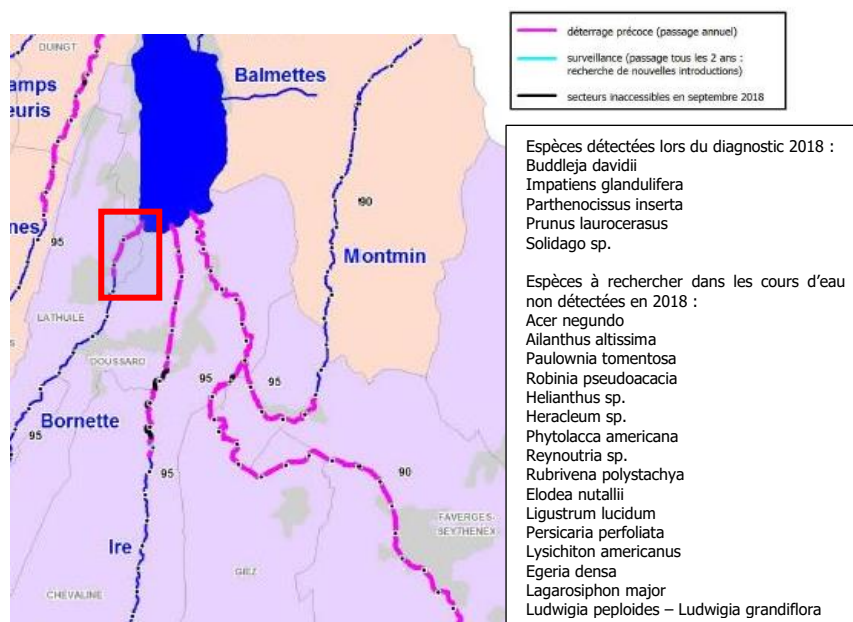 DUINGT
amps
euris
Balmettes
nes
95
90
Montmin
LATHUILE
DOUSSARD
95
95
Bornette
95
95
90
Ire
FAVERGES-
SEYTHENEX
GIEZ
CHEVALINE
déterrage précoce (passage annuel)
surveillance (passage tous les 2 ans :
recherche de nouvelles introductions)
secteurs inaccessibles en septembre 2018
Espèces détectées lors du diagnostic 2018 :
Buddleja davidii
Impatiens glandulifera
Parthenocissus inserta
Prunus laurocerasus
Solidago sp.
Espèces à rechercher dans les cours d'eau
non détectées en 2018 :
Acer negundo
Ailanthus altissima
Paulownia tomentosa
Robinia pseudoacacia
Helianthus sp.
Heracleum sp.
Phytolacca americana
Reynoutria sp.
Rubrivena polystachya
Elodea nutallii
Ligustrum lucidum
Persicaria perfoliata
Lysichiton americanus
Egeria densa
Lagarosiphon major
Ludwigia peploides – Ludwigia grandiflora